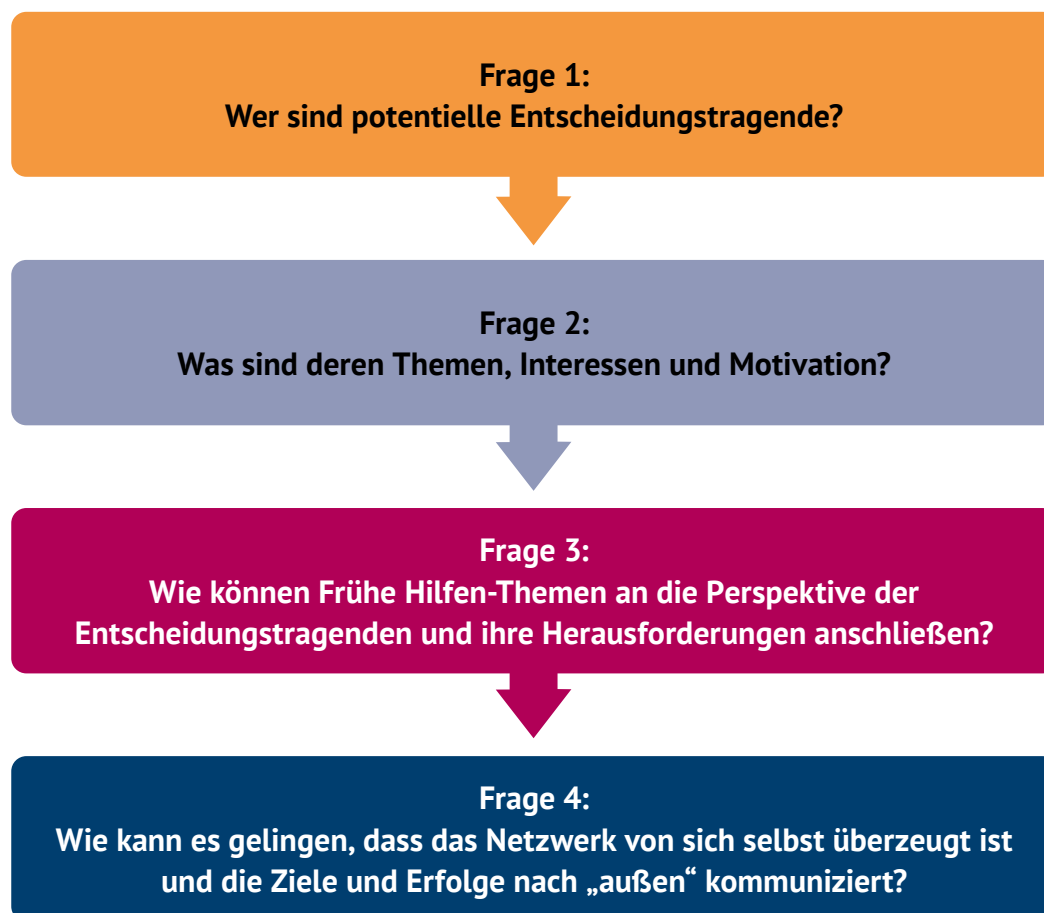 Frage 1:
Wer sind potentielle Entscheidungstragende?
Frage 2:
Was sind deren Themen, Interessen und Motivation?
Frage 3:
Wie können Frühe Hilfen-Themen an die Perspektive der
Entscheidungstragenden und ihre Herausforderungen anschließen?
Frage 4:
Wie kann es gelingen, dass das Netzwerk von sich selbst überzeugt ist
und die Ziele und Erfolge nach „außen“ kommuniziert?